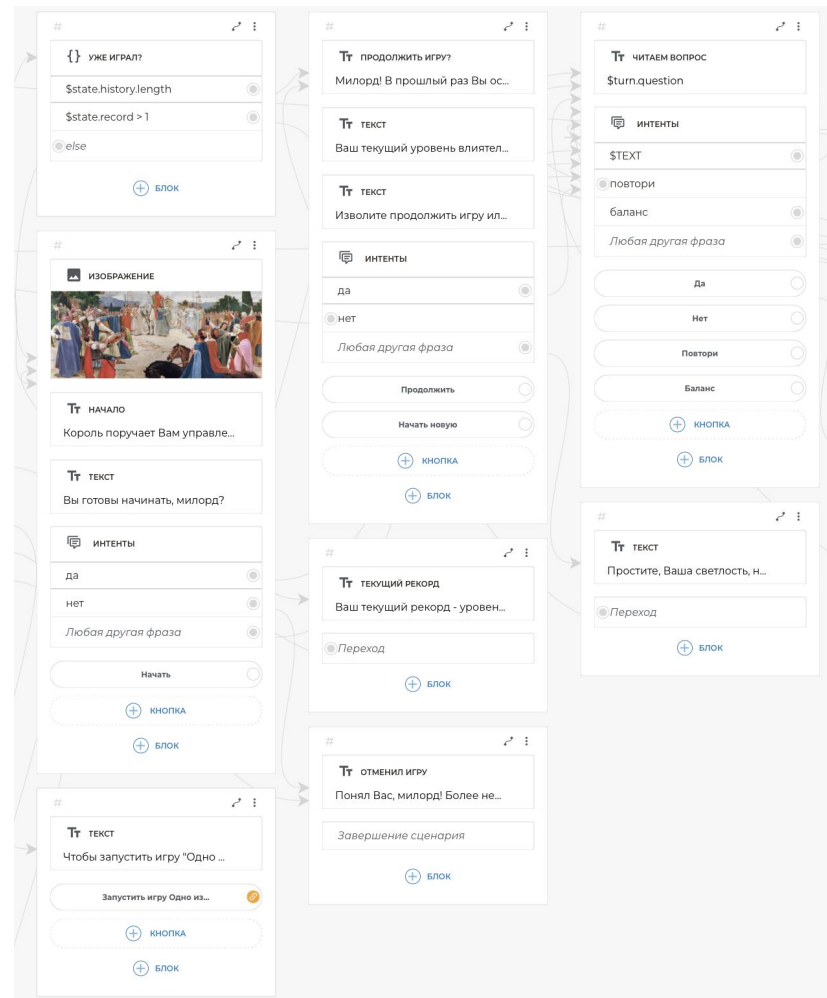 #
{} УЖЕ ИГРАЛ?
$state.history.length
$state.record > 1
else
БЛОК
#
ИЗОБРАЖЕНИЕ
Тт НАЧАЛО
Король поручает Вам управле...
Тт ТЕКСТ
Вы готовы начинать, милорд?
ИНТЕНТЫ
да
нет
Любая другая фраза
Начать
КНОПКА
БЛОК
#
Тт ТЕКСТ
Чтобы запустить игру "Одно ...
Запустить игру Одно из...
КНОПКА
БЛОК
#
Тт ПРОДОЛЖИТЬ ИГРУ?
Милорд! В прошлый раз Вы ос...
Тт ТЕКСТ
Ваш текущий уровень влиятел...
Тт ТЕКСТ
Изволите продолжить игру ил...
ИНТЕНТЫ
да
нет
Любая другая фраза
Продолжить
Начать новую
КНОПКА
БЛОК
#
Тт ТЕКУЩИЙ РЕКОРД
Ваш текущий рекорд - уровен...
Переход
БЛОК
#
Тт ОТМЕНИЛ ИГРУ
Понял Вас, милорд! Более не...
Завершение сценария
БЛОК
#
Тт ЧИТАЕМ ВОПРОС
$turn.question
ИНТЕНТЫ
$TEXT
повтори
баланс
Любая другая фраза
Да
Нет
Повтори
Баланс
КНОПКА
БЛОК
#
Тт ТЕКСТ
Простите, Ваша светлость, н...
Переход
БЛОК